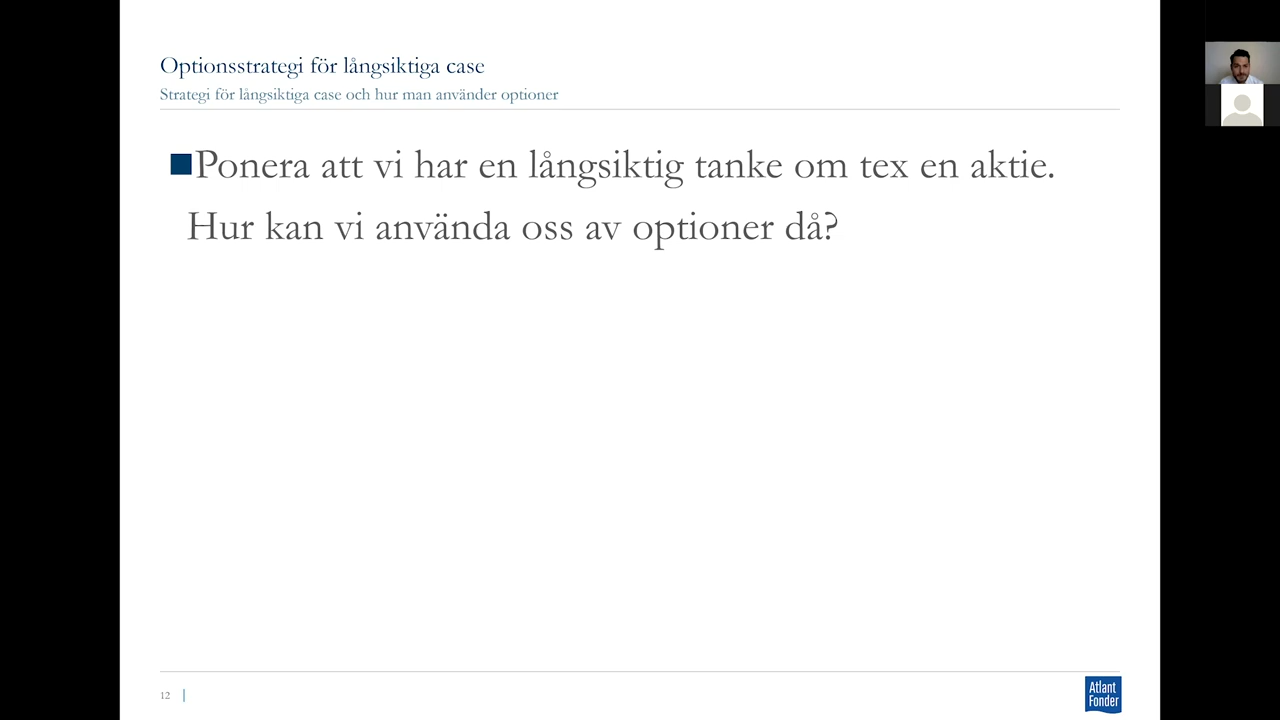 Optionsstrategi för långsiktiga case
Strategi för långsiktiga case och hur man använder optioner
Ponera att vi har en långsiktig tanke om tex en aktie.
Hur kan vi använda oss av optioner då?
12
Atlant
Fonder